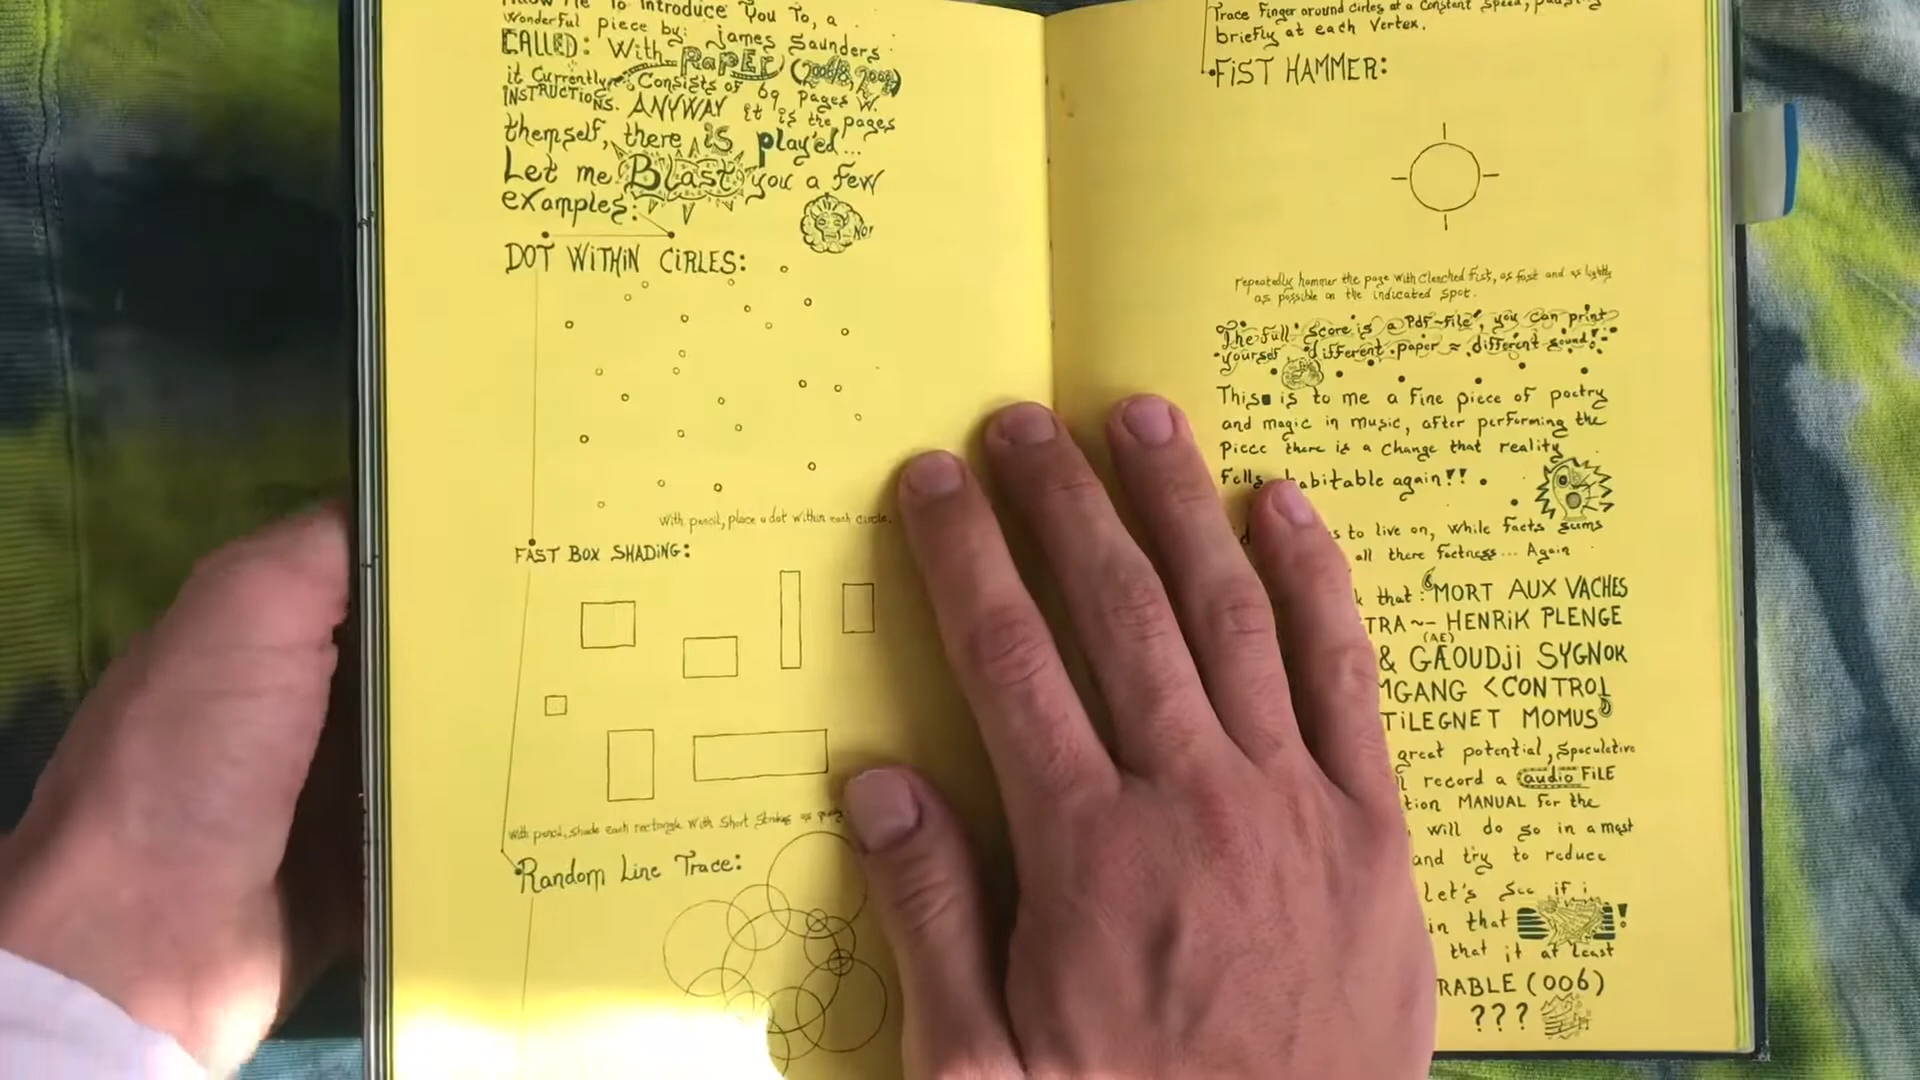 Introduce You To, a
Wonderful piece by: james Saunders
CALLED: With PAPER (2006/8, 2009)
it Currently Consists of 69 Pages W.
INSTRUCTIONS. ANYWAY it is the pages
themself, there is play'ed...
Let me Blast you a few
examples:
NO!
DOT WITHIN CIRLES:
With pencil, place a dot within each circle.
FAST BOX SHADING:
With pencil, shade each rectangle with short strokes as
Random Line Trace:
Trace Finger around Cirles at a Constant Speed, pausing
briefly at each Vertex.
FIST HAMMER:
repeatedly hammer the page with Clenched Fist, as fast and as lightly
as possible on the indicated spot.
The full score is a Pdf-file, you can print
yourself, different paper ≈ different sound!
This is to me a fine piece of poetry
and magic in music, after performing the
Piece there is a change that reality
Fells habitable again!!
to live on, while facts sums
all there factness... Again
that: MORT AUX VACHES
TRA ~- HENRIK PLENGE
(AE)
& GÆOUDJI SYGNOK
MGANG <CONTROL
TILEGNET MOMUS
great potential, Speculative
record a audio FILE
tion MANUAL for the
will do so in a most
and try to reduce
Let's See if i
in that !
that it at least
RABLE (006)
???